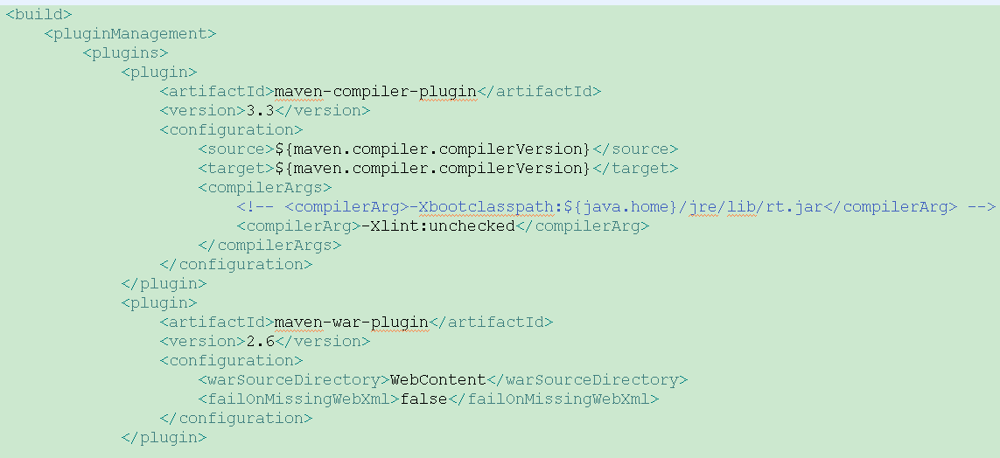 <build>
<pluginManagement>
<plugins>
<plugin>
<artifactId>maven-compiler-plugin</artifactId>
<version>3.3</version>
<configuration>
<source>${maven.compiler.compilerVersion}</source>
<target>${maven.compiler.compilerVersion}</target>
<compilerArgs>
<!-- <compilerArg>-Xbootclasspath:${java.home}/jre/lib/rt.jar</compilerArg> -->
<compilerArg>-Xlint:unchecked</compilerArg>
</compilerArgs>
</configuration>
</plugin>
<plugin>
<artifactId>maven-war-plugin</artifactId>
<version>2.6</version>
<configuration>
<warSourceDirectory>WebContent</warSourceDirectory>
<failOnMissingWebXml>false</failOnMissingWebXml>
</configuration>
</plugin>